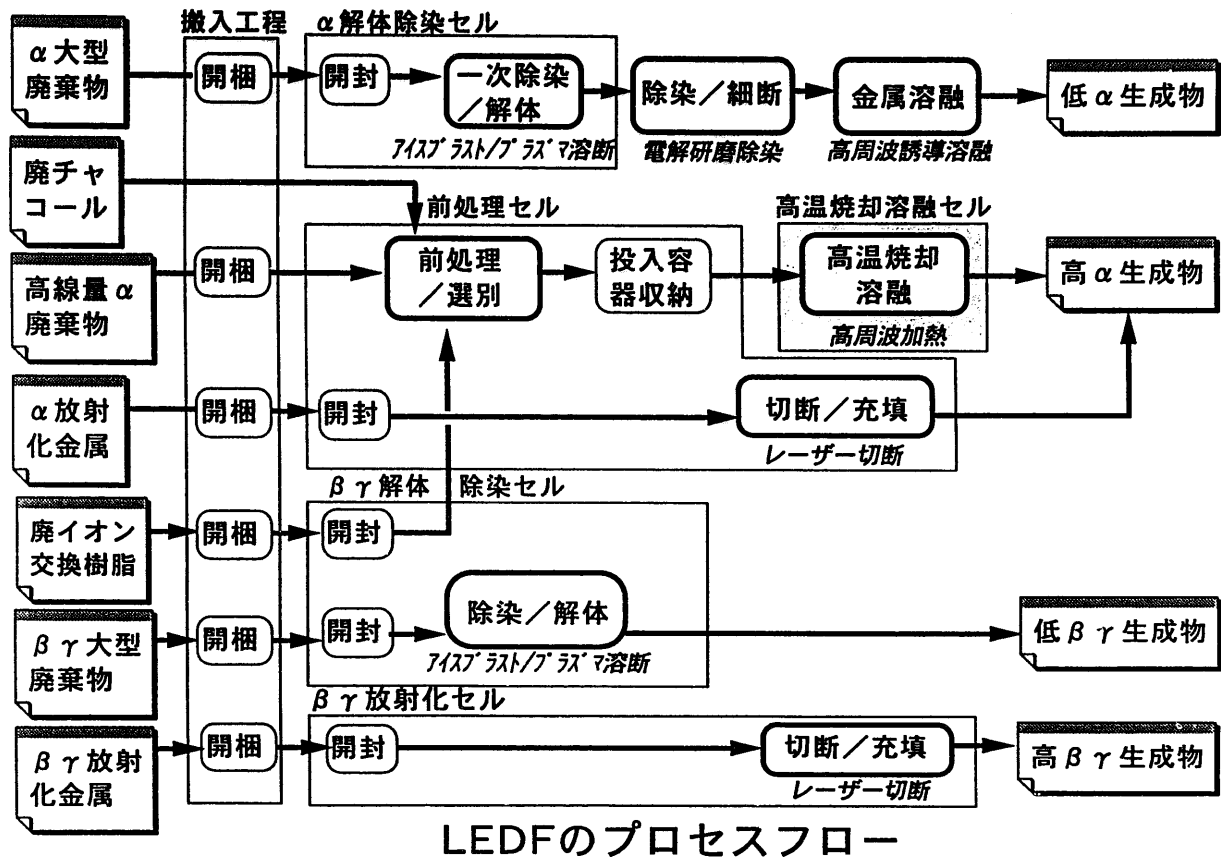 搬入工程
α解体除染セル
α大型
廃棄物
開梱
開封
一次除染
／解体
アイスブラスト/プラズマ溶断
除染／細断
電解研磨除染
金属溶融
高周波誘導溶融
低α生成物
廃チャ
コール
前処理セル
高温焼却溶融セル
高線量α
廃棄物
開梱
前処理
／選別
投入容
器収納
高温焼却
溶融
高周波加熱
高α生成物
α放射
化金属
開梱
開封
切断／充填
レーザー切断
βγ解体 除染セル
廃イオン
交換樹脂
開梱
開封
βγ大型
廃棄物
開梱
開封
除染／解体
アイスブラスト/プラズマ溶断
低βγ生成物
βγ放射化セル
βγ放射
化金属
開梱
開封
切断／充填
レーザー切断
高βγ生成物
LEDFのプロセスフロー